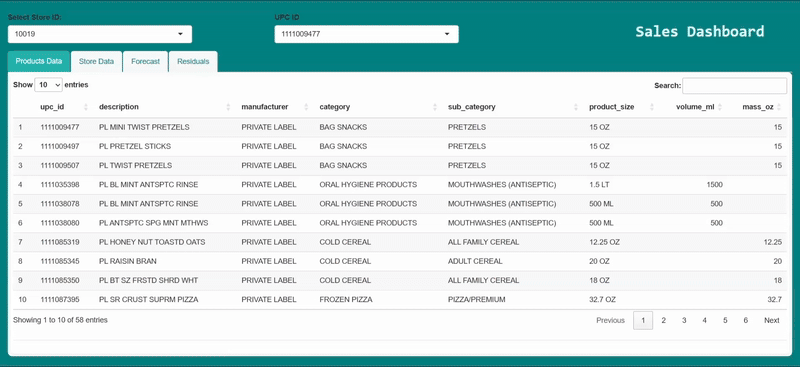 Select Store ID:
UPC ID
Sales Dashboard
10019
1111009477
Products Data Store Data Forecast Residuals
Show 10 entries Search:
upc_id description manufacturer category sub_category product_size volume_ml mass_oz
1 1111009477 PL MINI TWIST PRETZELS PRIVATE LABEL BAG SNACKS PRETZELS 15 OZ 15
2 1111009497 PL PRETZEL STICKS PRIVATE LABEL BAG SNACKS PRETZELS 15 OZ 15
3 1111009507 PL TWIST PRETZELS PRIVATE LABEL BAG SNACKS PRETZELS 15 OZ 15
4 1111035398 PL BL MINT ANTSPTC RINSE PRIVATE LABEL ORAL HYGIENE PRODUCTS MOUTHWASHES (ANTISEPTIC) 1.5 LT 1500
5 1111038078 PL BL MINT ANTSPTC RINSE PRIVATE LABEL ORAL HYGIENE PRODUCTS MOUTHWASHES (ANTISEPTIC) 500 ML 500
6 1111038080 PL ANTSPTC SPG MNT MTHWS PRIVATE LABEL ORAL HYGIENE PRODUCTS MOUTHWASHES (ANTISEPTIC) 500 ML 500
7 1111085319 PL HONEY NUT TOASTD OATS PRIVATE LABEL COLD CEREAL ALL FAMILY CEREAL 12.25 OZ 12.25
8 1111085345 PL RAISIN BRAN PRIVATE LABEL COLD CEREAL ADULT CEREAL 20 OZ 20
9 1111085350 PL BT SZ FRSTD SHRD WHT PRIVATE LABEL COLD CEREAL ALL FAMILY CEREAL 18 OZ 18
10 1111087395 PL SR CRUST SUPRM PIZZA PRIVATE LABEL FROZEN PIZZA PIZZA/PREMIUM 32.7 OZ 32.7
Showing 1 to 10 of 58 entries Previous 1 2 3 4 5 6 Next